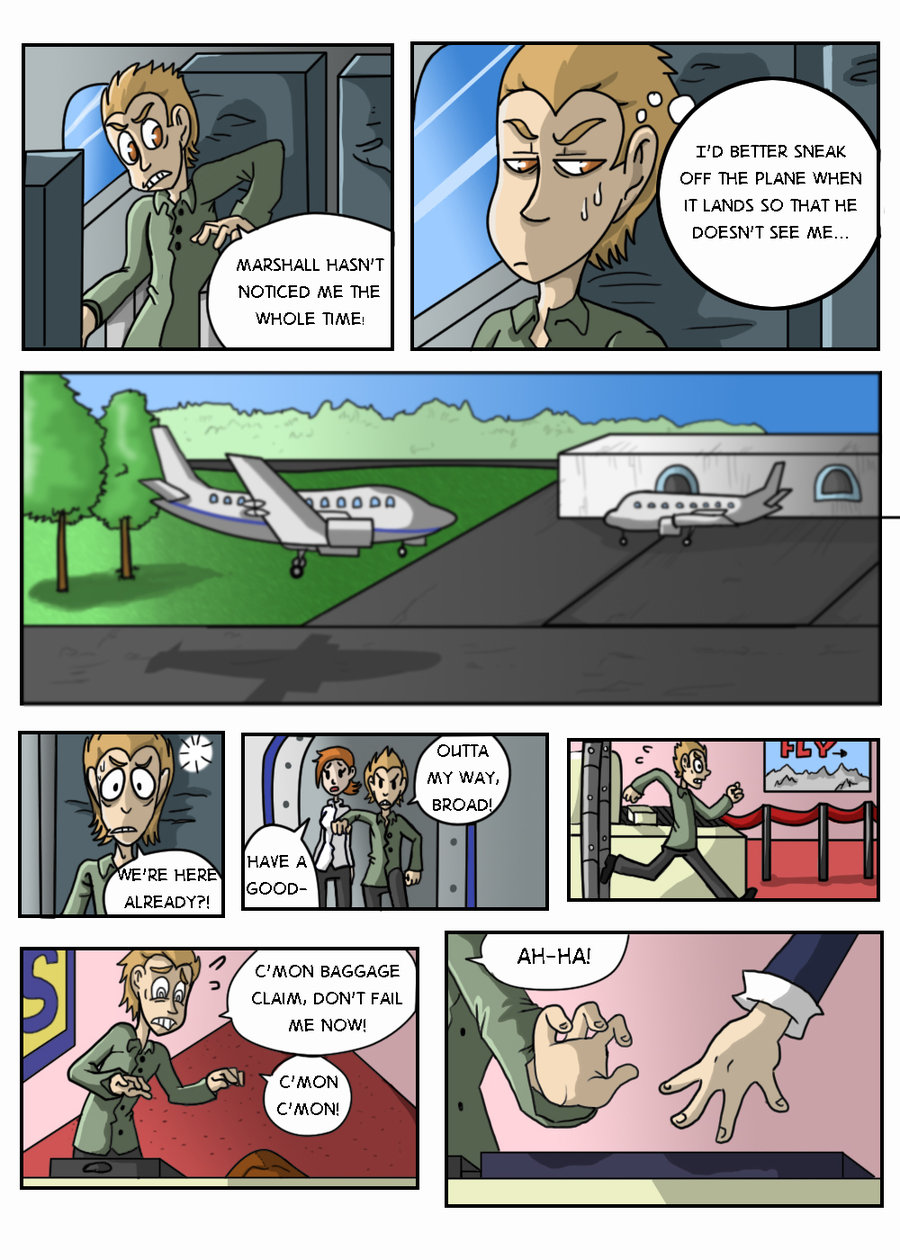 MARSHALL HASN'T
NOTICED ME THE
WHOLE TIME:
I'D BETTER SNEAK
OFF THE PLANE WHEN
IT LANDS SO THAT HE
DOESN'T SEE ME...
WE'RE HERE
ALREADY?!
HAVE A
GOOD-
OUTTA
MY WAY,
BROAD!
FLY
S
C'MON BAGGAGE
CLAIM, DON'T FAIL
ME NOW!
C'MON
C'MON!
AH-HA!